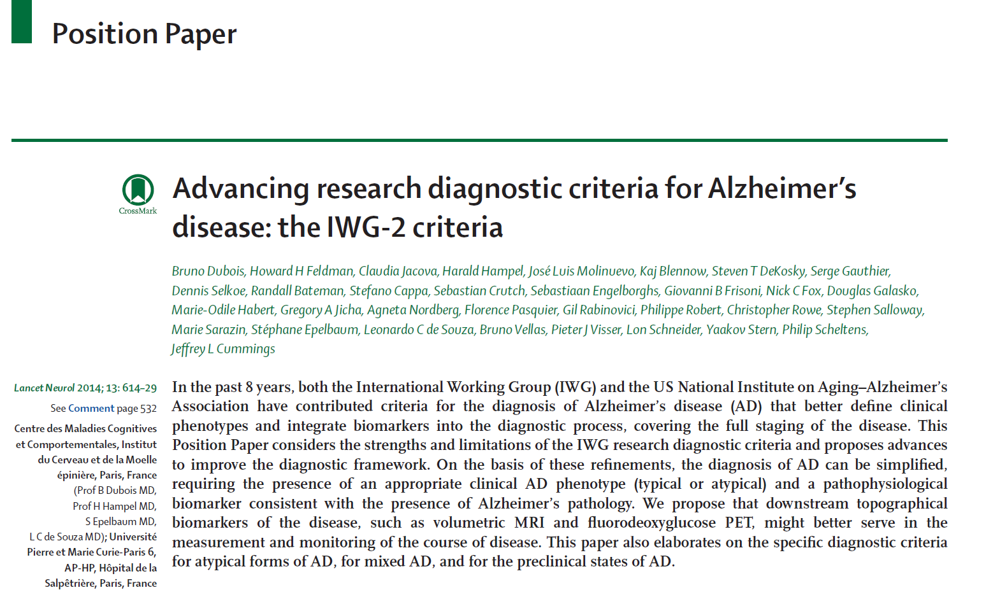 Position Paper
CrossMark
Advancing research diagnostic criteria for Alzheimer’s
disease: the IWG-2 criteria
Bruno Dubois, Howard H Feldman, Claudia Jacova, Harald Hampel, José Luis Molinuevo, Kaj Blennow, Steven T DeKosky, Serge Gauthier,
Dennis Selkoe, Randall Bateman, Stefano Cappa, Sebastian Crutch, Sebastiaan Engelborghs, Giovanni B Frisoni, Nick C Fox, Douglas Galasko,
Marie-Odile Habert, Gregory A Jicha, Agneta Nordberg, Florence Pasquier, Gil Rabinovici, Philippe Robert, Christopher Rowe, Stephen Salloway,
Marie Sarazin, Stéphane Epelbaum, Leonardo C de Souza, Bruno Vellas, Pieter J Visser, Lon Schneider, Yaakov Stern, Philip Scheltens,
Jeffrey L Cummings
Lancet Neurol 2014; 13: 614–29
See Comment page 532
Centre des Maladies Cognitives
et Comportementales, Institut
du Cerveau et de la Moelle
épinière, Paris, France
(Prof B Dubois MD,
Prof H Hampel MD,
S Epelbaum MD,
L C de Souza MD); Université
Pierre et Marie Curie-Paris 6,
AP-HP, Hôpital de la
Salpêtrière, Paris, France
In the past 8 years, both the International Working Group (IWG) and the US National Institute on Aging–Alzheimer’s
Association have contributed criteria for the diagnosis of Alzheimer’s disease (AD) that better define clinical
phenotypes and integrate biomarkers into the diagnostic process, covering the full staging of the disease. This
Position Paper considers the strengths and limitations of the IWG research diagnostic criteria and proposes advances
to improve the diagnostic framework. On the basis of these refinements, the diagnosis of AD can be simplified,
requiring the presence of an appropriate clinical AD phenotype (typical or atypical) and a pathophysiological
biomarker consistent with the presence of Alzheimer’s pathology. We propose that downstream topographical
biomarkers of the disease, such as volumetric MRI and fluorodeoxyglucose PET, might better serve in the
measurement and monitoring of the course of disease. This paper also elaborates on the specific diagnostic criteria
for atypical forms of AD, for mixed AD, and for the preclinical states of AD.